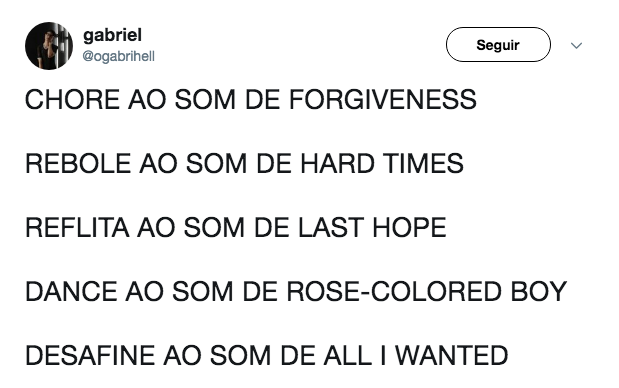 gabriel
@ogabrihell
Seguir
CHORE AO SOM DE FORGIVENESS
REBOLE AO SOM DE HARD TIMES
REFLITA AO SOM DE LAST HOPE
DANCE AO SOM DE ROSE-COLORED BOY
DESAFINE AO SOM DE ALL I WANTED